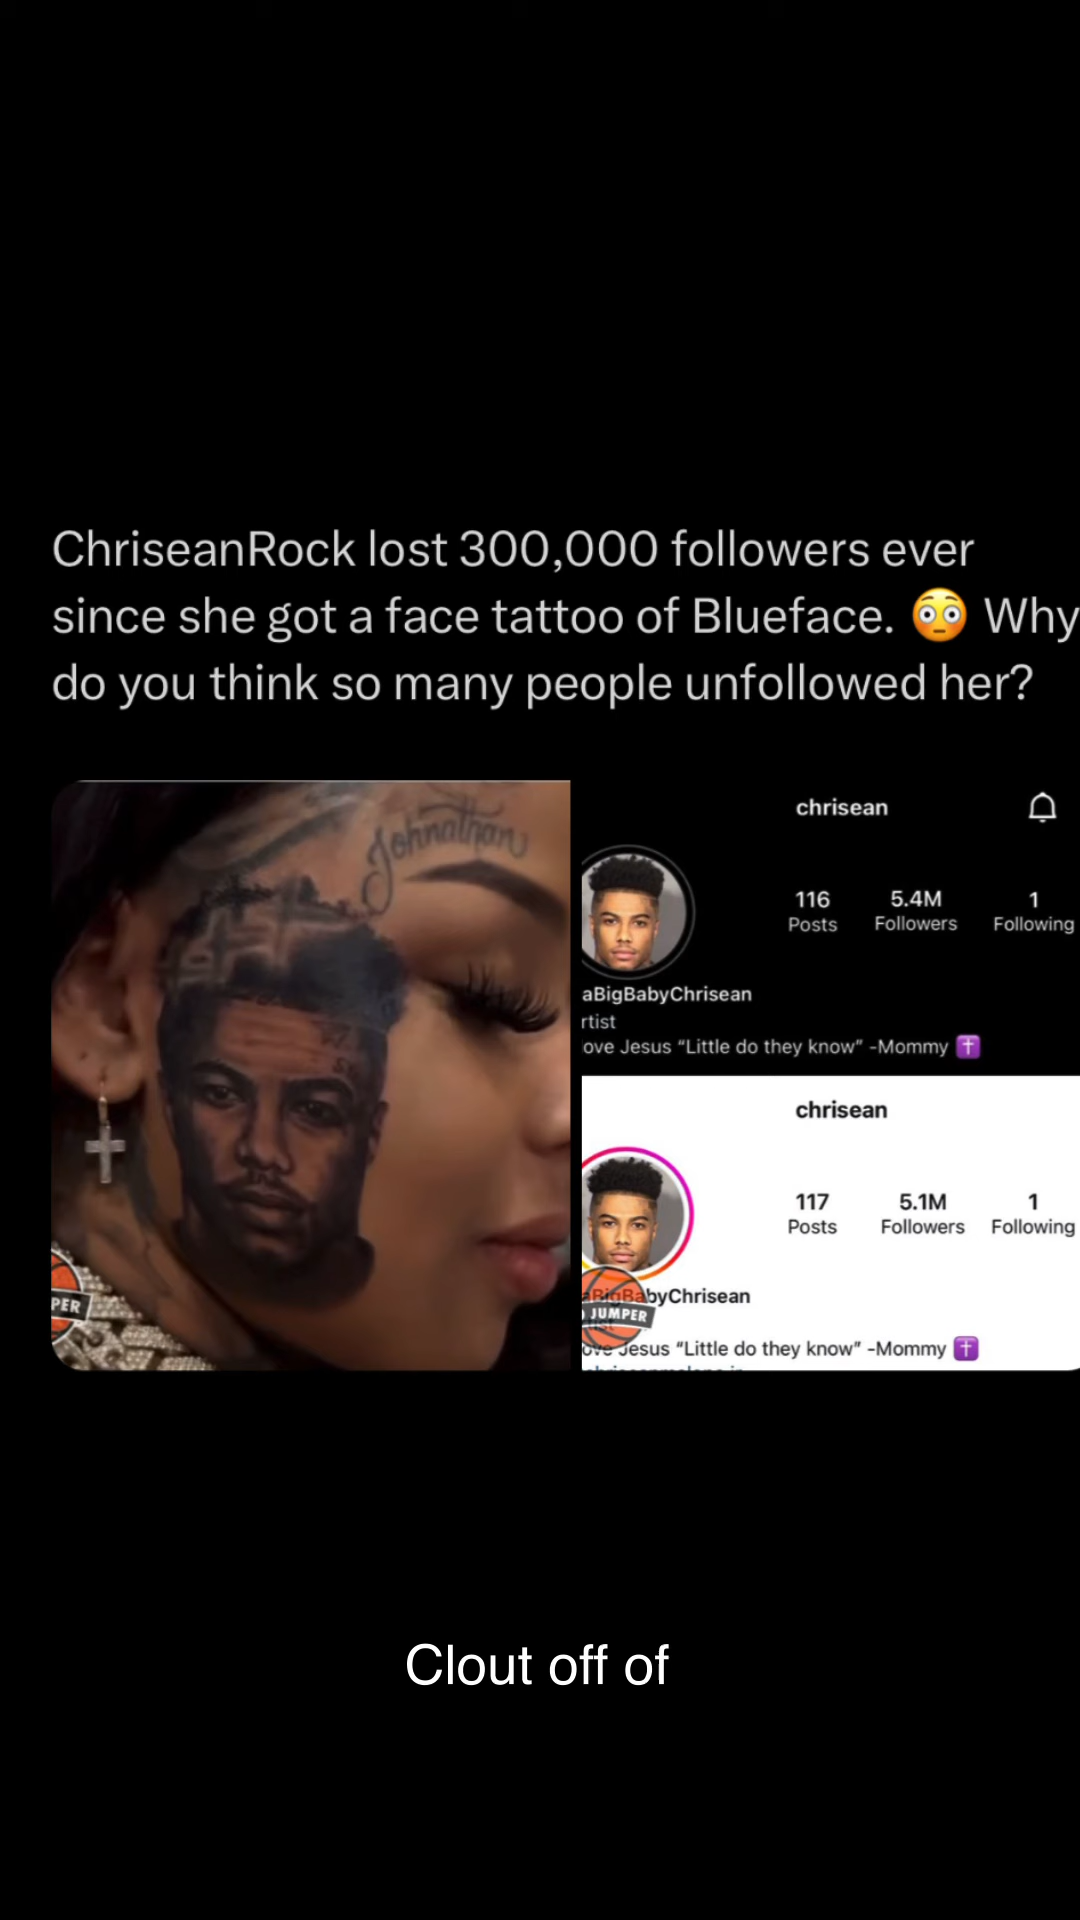 ChriseanRock lost 300,000 followers ever
since she got a face tattoo of Blueface. 😳 Why
do you think so many people unfollowed her?
Johnathan
PER
chrisean
116 5.4M 1
Posts Followers Following
aBigBabyChrisean
rtist
ove Jesus “Little do they know” -Mommy ✝️
chrisean
117 5.1M 1
Posts Followers Following
aBigBabyChrisean
JUMPER
ove Jesus “Little do they know” -Mommy ✝️
Clout off of